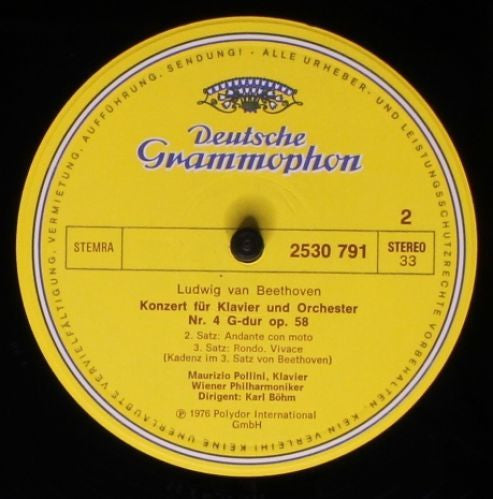 ALLE URHEBER- UND LEISTUNGSSCHUTZRECHTE VORBEHALTEN · KEIN VERLEIH! KEINE UNERLAUBTE VERVIELFÄLTIGUNG, VERMIETUNG, AUFFÜHRUNG, SENDUNG! ·
Deutsche
Grammophon
2
STEMRA 2530 791 STEREO
33
Ludwig van Beethoven
Konzert für Klavier und Orchester
Nr. 4 G-dur op. 58
2. Satz: Andante con moto
3. Satz: Rondo. Vivace
(Kadenz im 3. Satz von Beethoven)
Maurizio Pollini, Klavier
Wiener Philharmoniker
Dirigent: Karl Böhm
℗ 1976 Polydor International
GmbH